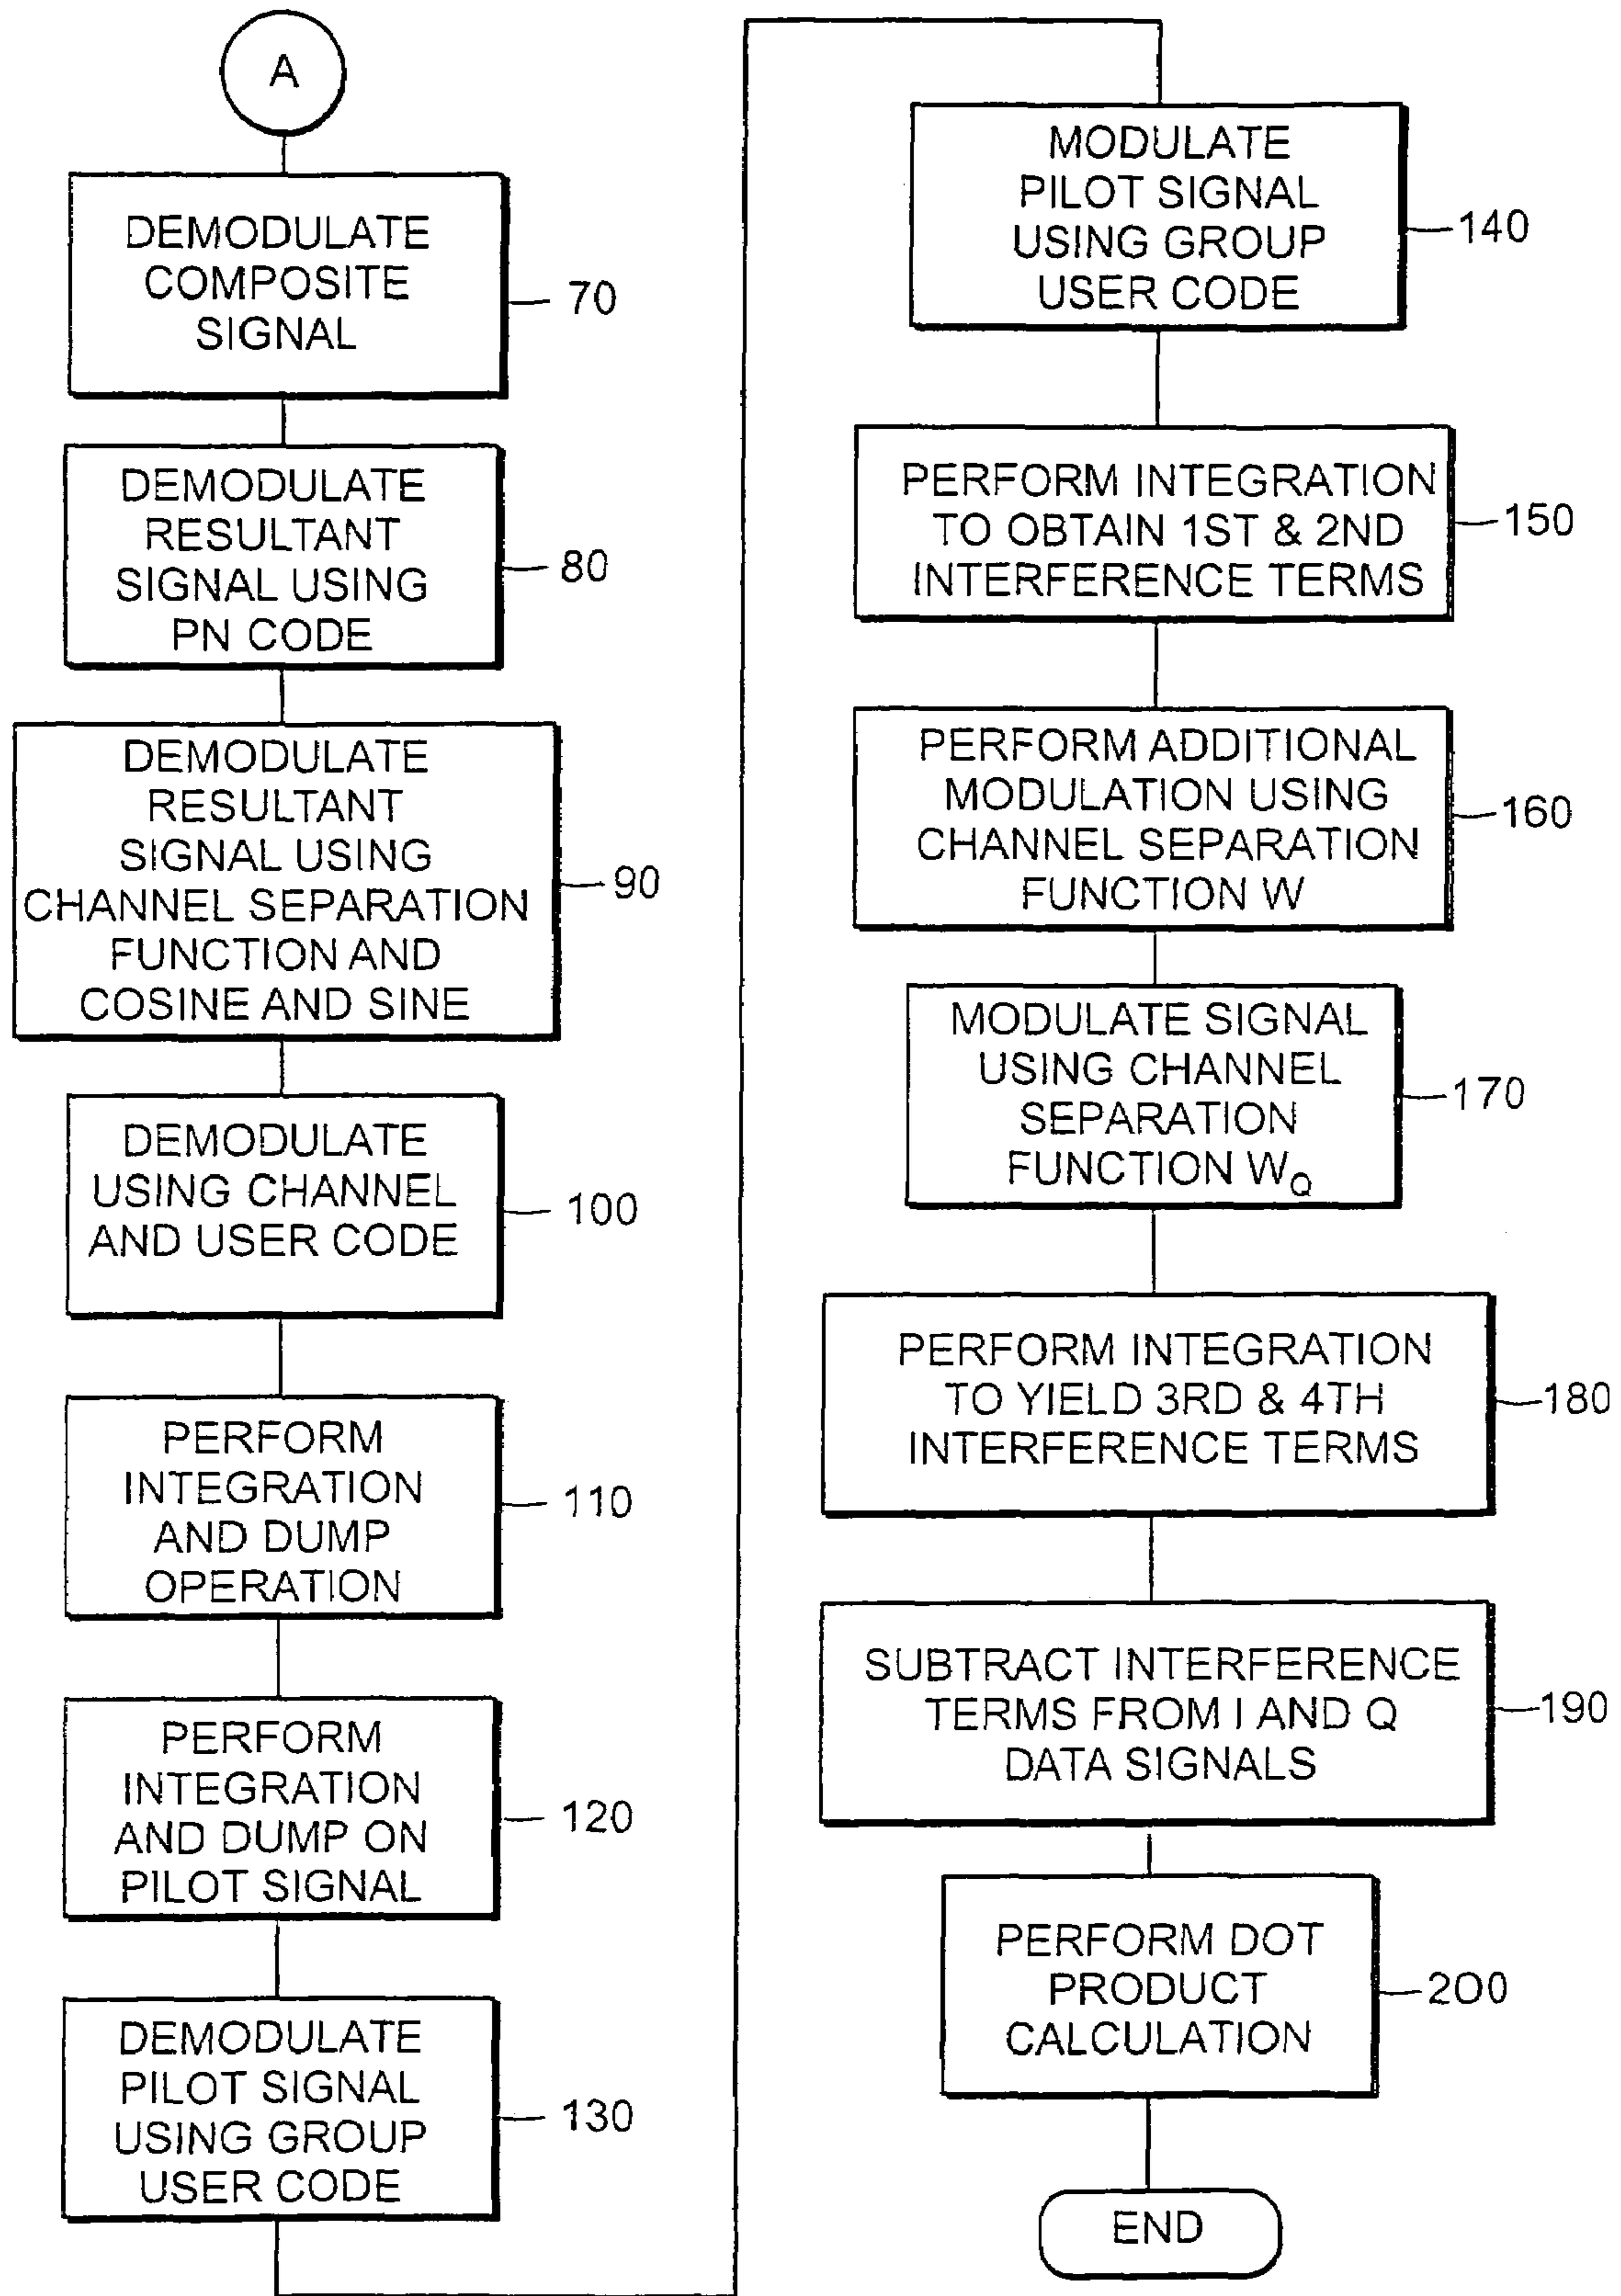 A
DEMODULATE
COMPOSITE
SIGNAL
70
DEMODULATE
RESULTANT
SIGNAL USING
PN CODE
80
DEMODULATE
RESULTANT
SIGNAL USING
CHANNEL SEPARATION
FUNCTION AND
COSINE AND SINE
90
DEMODULATE
USING CHANNEL
AND USER CODE
100
PERFORM
INTEGRATION
AND DUMP
OPERATION
110
PERFORM
INTEGRATION
AND DUMP ON
PILOT SIGNAL
120
DEMODULATE
PILOT SIGNAL
USING GROUP
USER CODE
130
MODULATE
PILOT SIGNAL
USING GROUP
USER CODE
140
PERFORM INTEGRATION
TO OBTAIN 1ST & 2ND
INTERFERENCE TERMS
150
PERFORM ADDITIONAL
MODULATION USING
CHANNEL SEPARATION
FUNCTION W
160
MODULATE SIGNAL
USING CHANNEL
SEPARATION
FUNCTION W_Q
170
PERFORM INTEGRATION
TO YIELD 3RD & 4TH
INTERFERENCE TERMS
180
SUBTRACT INTERFERENCE
TERMS FROM I AND Q
DATA SIGNALS
190
PERFORM DOT
PRODUCT
CALCULATION
200
END